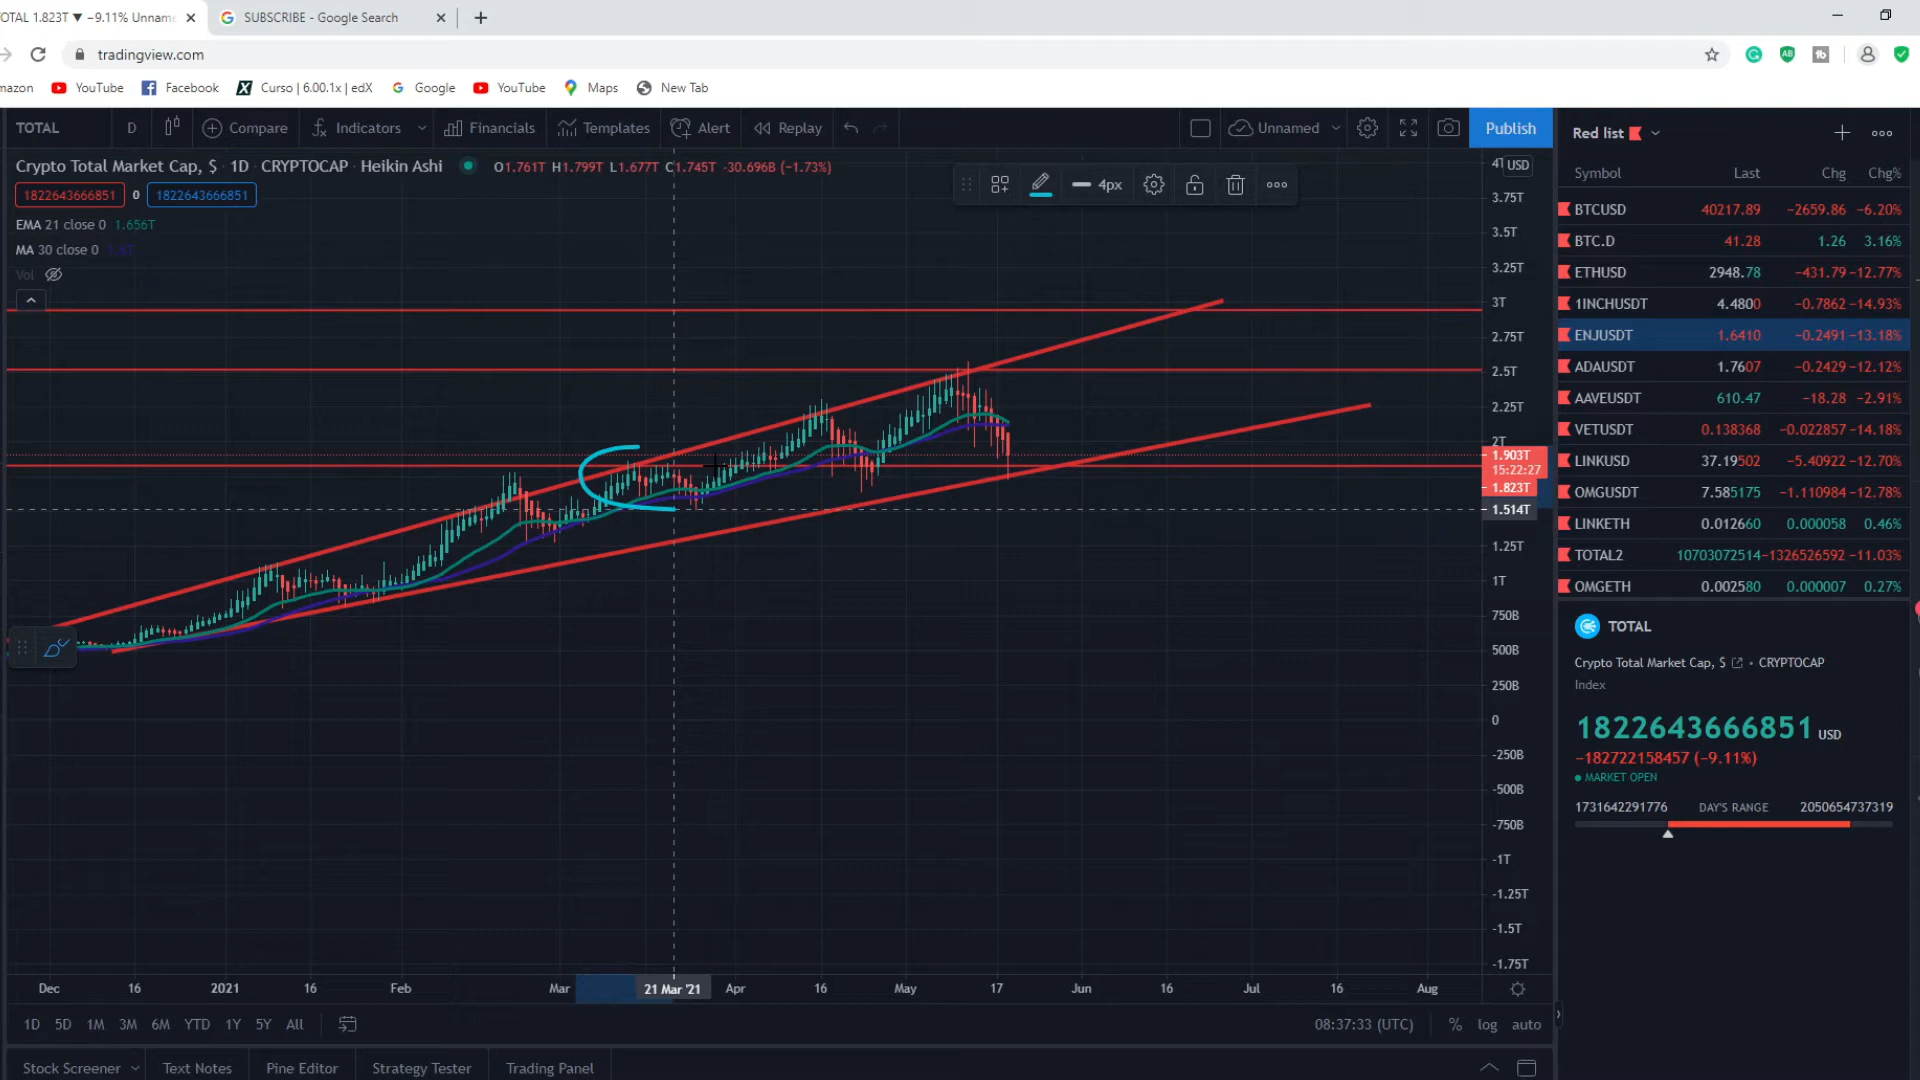 OTAL 1.823T ▼ −9.11% Unnam
SUBSCRIBE - Google Search
tradingview.com
mazon YouTube Facebook Curso | 6.00.1x | edX Google YouTube Maps New Tab
TOTAL D Compare Indicators Financials Templates Alert Replay Unnamed Publish
Crypto Total Market Cap, $ 1D CRYPTOCAP Heikin Ashi O1.761T H1.799T L1.677T C1.745T -30.696B (−1.73%)
1822643666851 0 1822643666851
EMA 21 close 0 1.656T
MA 30 close 0
Vol
4px
4T USD
3.75T
3.5T
3.25T
3T
2.75T
2.5T
2.25T
2T
1.903T
15:22:27
1.823T
1.514T
1.25T
1T
750B
500B
250B
0
-250B
-500B
-750B
-1T
-1.25T
-1.5T
-1.75T
Dec 16 2021 16 Feb Mar 21 Mar '21 Apr 16 May 17 Jun 16 Jul 16 Aug
1D 5D 1M 3M 6M YTD 1Y 5Y All 08:37:33 (UTC) % log auto
Stock Screener Text Notes Pine Editor Strategy Tester Trading Panel
Red list
Symbol Last Chg Chg%
BTCUSD 40217.89 −2659.86 −6.20%
BTC.D 41.28 1.26 3.16%
ETHUSD 2948.78 −431.79 −12.77%
1INCHUSDT 4.4800 −0.7862 −14.93%
ENJUSDT 1.6410 −0.2491 −13.18%
ADAUSDT 1.7607 −0.2429 −12.12%
AAVEUSDT 610.47 −18.28 −2.91%
VETUSDT 0.138368 −0.022857 −14.18%
LINKUSD 37.19502 −5.40922 −12.70%
OMGUSDT 7.585175 −1.110984 −12.78%
LINKETH 0.012660 0.000058 0.46%
TOTAL2 10703072514 −1326526592 −11.03%
OMGETH 0.002580 0.000007 0.27%
TOTAL
Crypto Total Market Cap, $ • CRYPTOCAP
Index
1822643666851 USD
−182722158457 (−9.11%)
MARKET OPEN
1731642291776 DAY'S RANGE 2050654737319